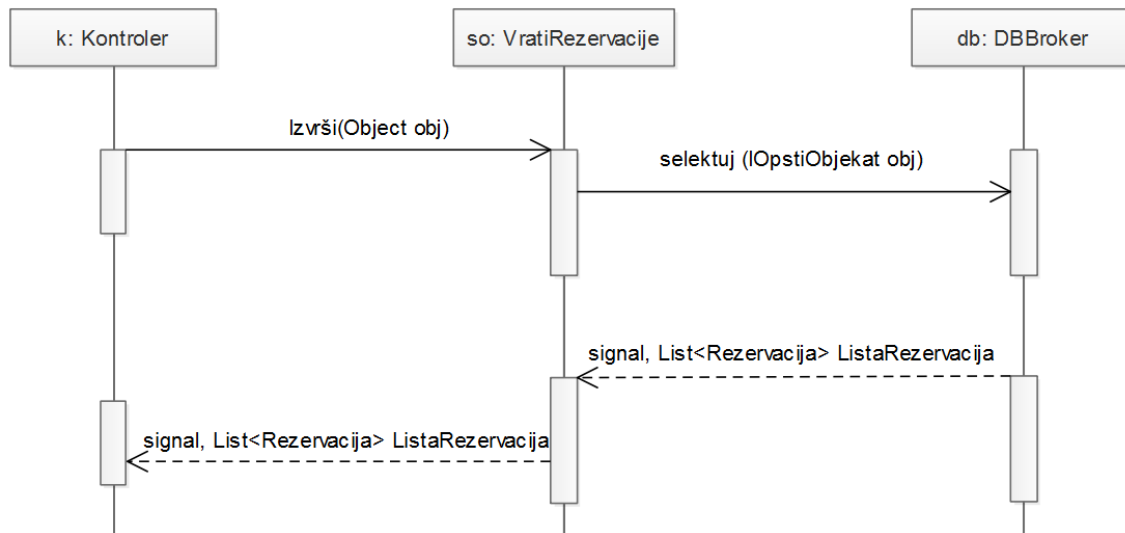 k: Kontroler
so: VratiRezervacije
db: DBBroker
Izvrši(Object obj)
selektuj (IOpstiObjekat obj)
signal, List<Rezervacija> ListaRezervacija
signal, List<Rezervacija> ListaRezervacija